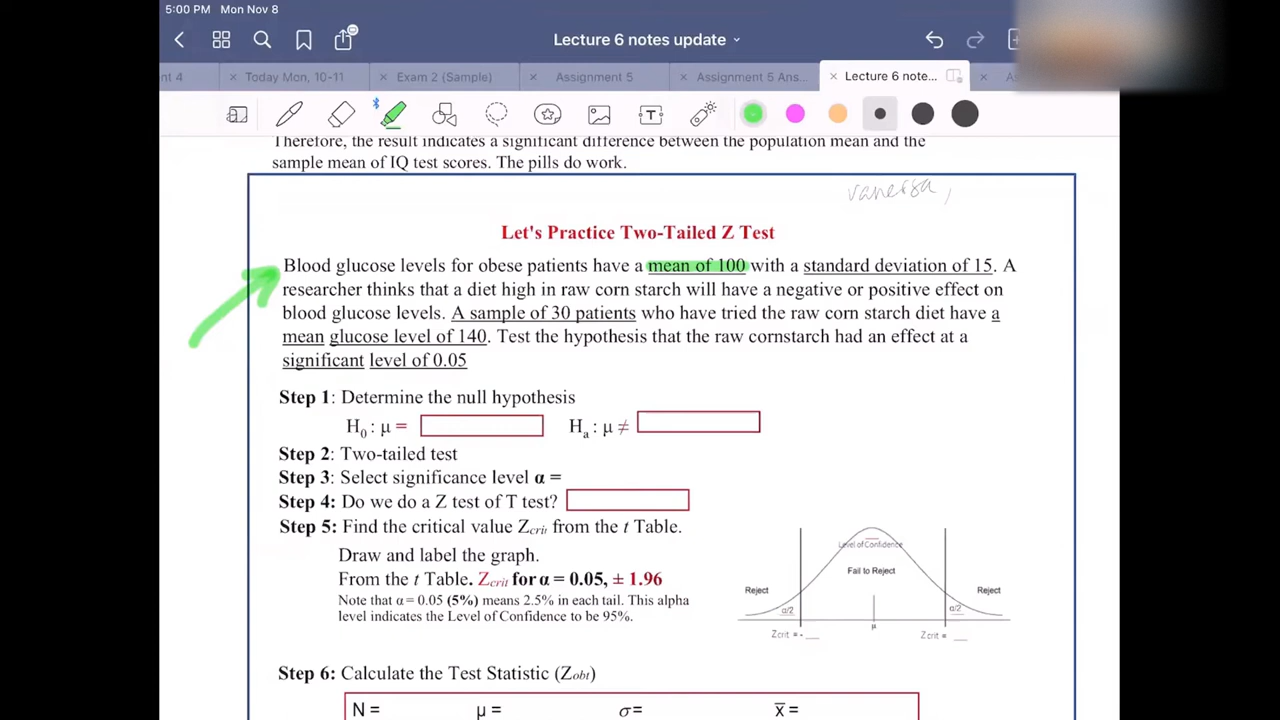 5:00 PM Mon Nov 8
Lecture 6 notes update
nt 4
Today Mon, 10-11
Exam 2 (Sample)
Assignment 5
Assignment 5 Ans...
Lecture 6 note...
Therefore, the result indicates a significant difference between the population mean and the
sample mean of IQ test scores. The pills do work.
vanessa,
Let's Practice Two-Tailed Z Test
Blood glucose levels for obese patients have a mean of 100 with a standard deviation of 15. A
researcher thinks that a diet high in raw corn starch will have a negative or positive effect on
blood glucose levels. A sample of 30 patients who have tried the raw corn starch diet have a
mean glucose level of 140. Test the hypothesis that the raw cornstarch had an effect at a
significant level of 0.05
Step 1: Determine the null hypothesis
H₀ : μ = Hₐ : μ ≠
Step 2: Two-tailed test
Step 3: Select significance level α =
Step 4: Do we do a Z test of T test?
Step 5: Find the critical value Zcrit from the t Table.
Draw and label the graph.
From the t Table. Zcrit for α = 0.05, ± 1.96
Note that α = 0.05 (5%) means 2.5% in each tail. This alpha
level indicates the Level of Confidence to be 95%.
Level of Confidence
Fail to Reject
Reject
Reject
α/2
α/2
μ
Zcrit = - __
Zcrit = __
Step 6: Calculate the Test Statistic (Zobt)
N = μ = σ = x̅ =